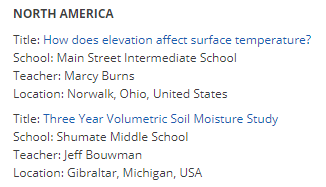 NORTH AMERICA
Title: How does elevation affect surface temperature?
School: Main Street Intermediate School
Teacher: Marcy Burns
Location: Norwalk, Ohio, United States
Title: Three Year Volumetric Soil Moisture Study
School: Shumate Middle School
Teacher: Jeff Bouwman
Location: Gibraltar, Michigan, USA